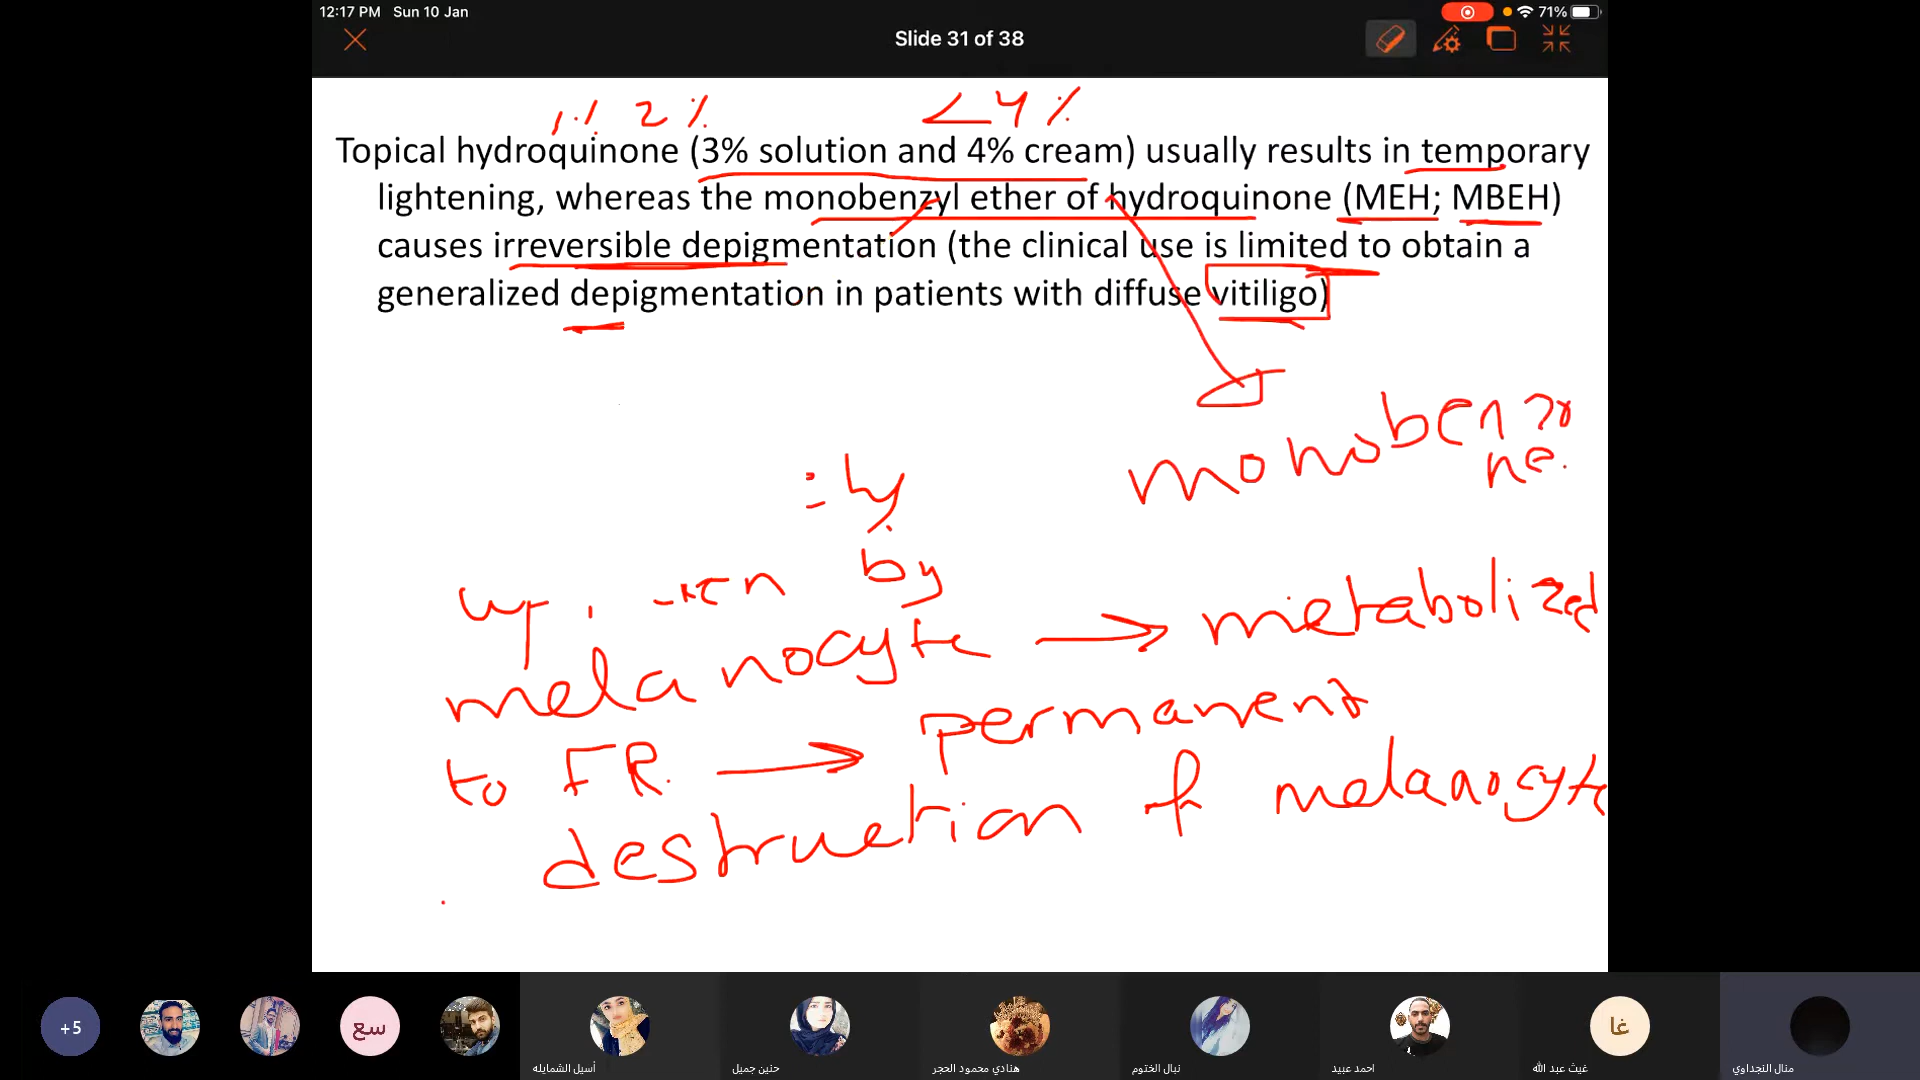 12:17 PM Sun 10 Jan
71%
Slide 31 of 38
1% 2% <4%
Topical hydroquinone (3% solution and 4% cream) usually results in temporary
lightening, whereas the monobenzyl ether of hydroquinone (MEH; MBEH)
causes irreversible depigmentation (the clinical use is limited to obtain a
generalized depigmentation in patients with diffuse vitiligo)
monobenzo
ne.
by
melanocyte → metabolized
to FR. → permanent
destruction of melanocyte
+5
سع
غا
أسيل الشمايله
حنين جميل
هنادي محمود الحجر
نبال الختوم
احمد عبيد
غيث عبد الله
منال النجداوي